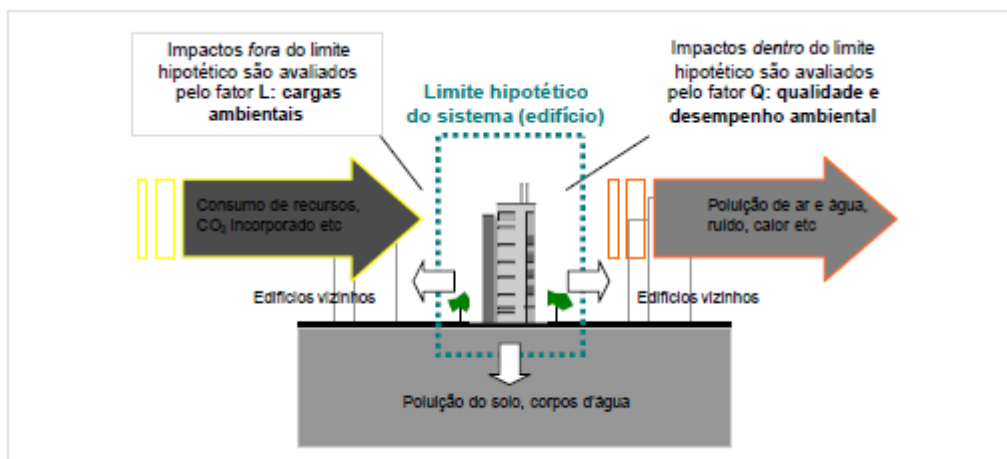 Impactos fora do limite
hipotético são avaliados
pelo fator L: cargas
ambientais
Limite hipotético
do sistema (edifício)
Impactos dentro do limite
hipotético são avaliados
pelo fator Q: qualidade e
desempenho ambiental
Consumo de recursos,
CO₂ incorporado etc
Poluição de ar e água,
ruído, calor etc
Edifícios vizinhos
Edifícios vizinhos
Poluição do solo, corpos d'água